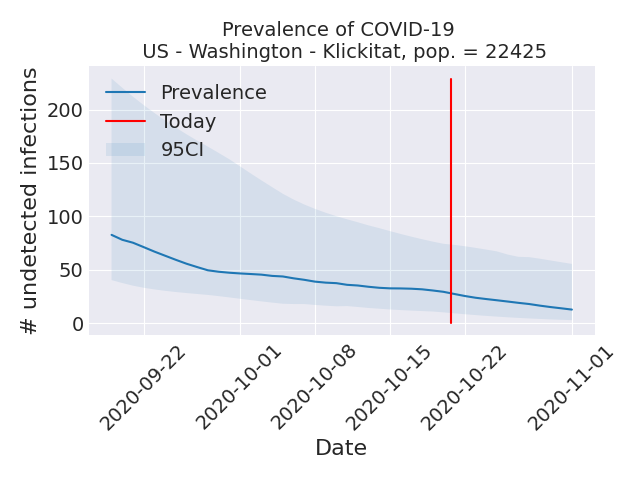 Prevalence of COVID-19
US - Washington - Klickitat, pop. = 22425
# undetected infections
200
150
100
50
0
Prevalence
Today
95CI
2020-09-22
2020-10-01
2020-10-08
2020-10-15
2020-10-22
2020-11-01
Date